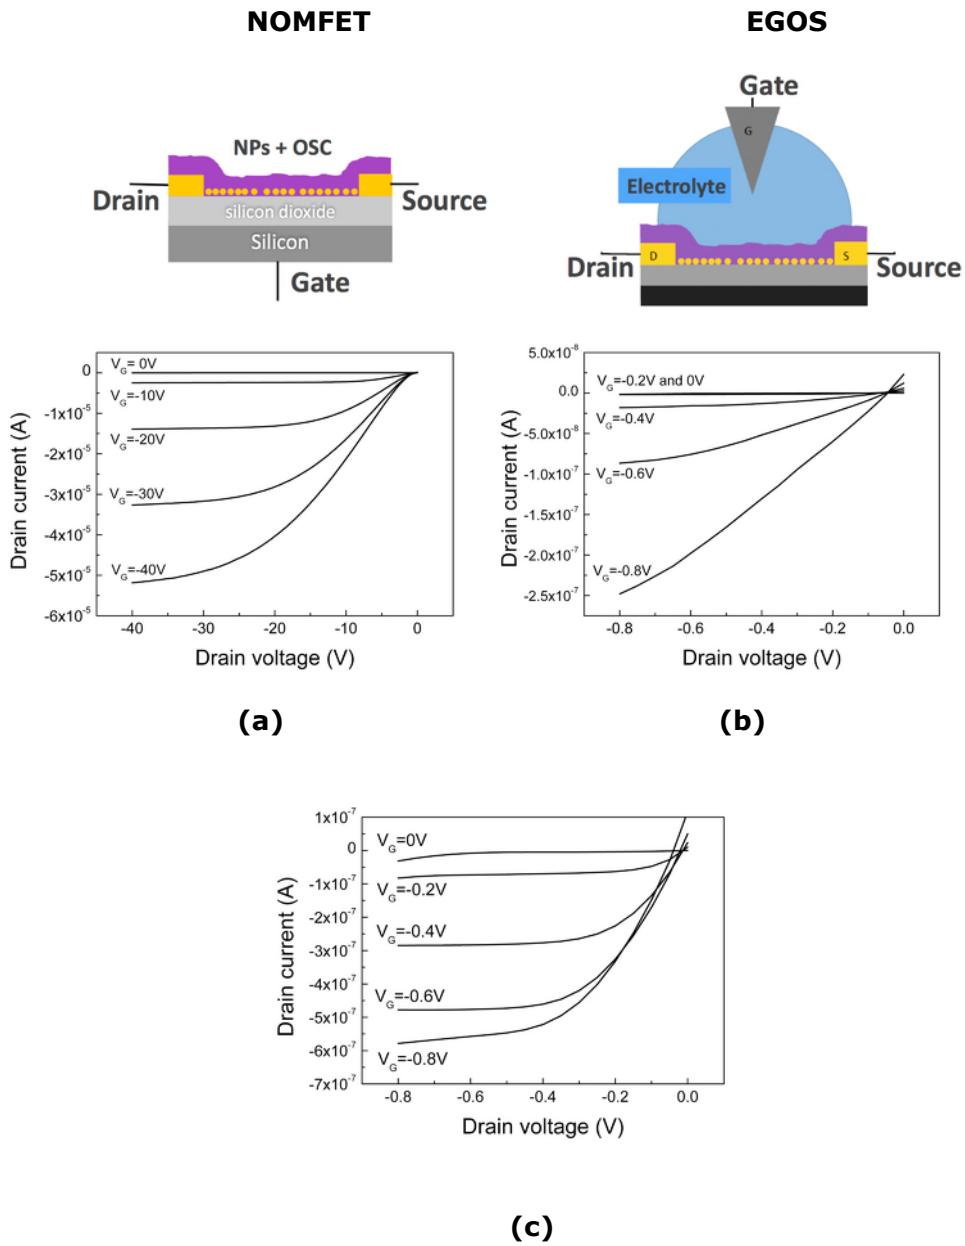 NOMFET
EGOS
NPs + OSC
Drain
Source
silicon dioxide
Silicon
Gate
Gate
G
Electrolyte
Drain
D
S
Source
V_G= 0V
V_G=-10V
V_G=-20V
V_G=-30V
V_G=-40V
0
-1x10⁻⁵
-2x10⁻⁵
-3x10⁻⁵
-4x10⁻⁵
-5x10⁻⁵
-6x10⁻⁵
Drain current (A)
-40
-30
-20
-10
0
Drain voltage (V)
(a)
5.0x10⁻⁸
0.0
-5.0x10⁻⁸
-1.0x10⁻⁷
-1.5x10⁻⁷
-2.0x10⁻⁷
-2.5x10⁻⁷
Drain current (A)
V_G=-0.2V and 0V
V_G=-0.4V
V_G=-0.6V
V_G=-0.8V
-0.8
-0.6
-0.4
-0.2
0.0
Drain voltage (V)
(b)
1x10⁻⁷
0
-1x10⁻⁷
-2x10⁻⁷
-3x10⁻⁷
-4x10⁻⁷
-5x10⁻⁷
-6x10⁻⁷
-7x10⁻⁷
Drain current (A)
V_G=0V
V_G=-0.2V
V_G=-0.4V
V_G=-0.6V
V_G=-0.8V
-0.8
-0.6
-0.4
-0.2
0.0
Drain voltage (V)
(c)